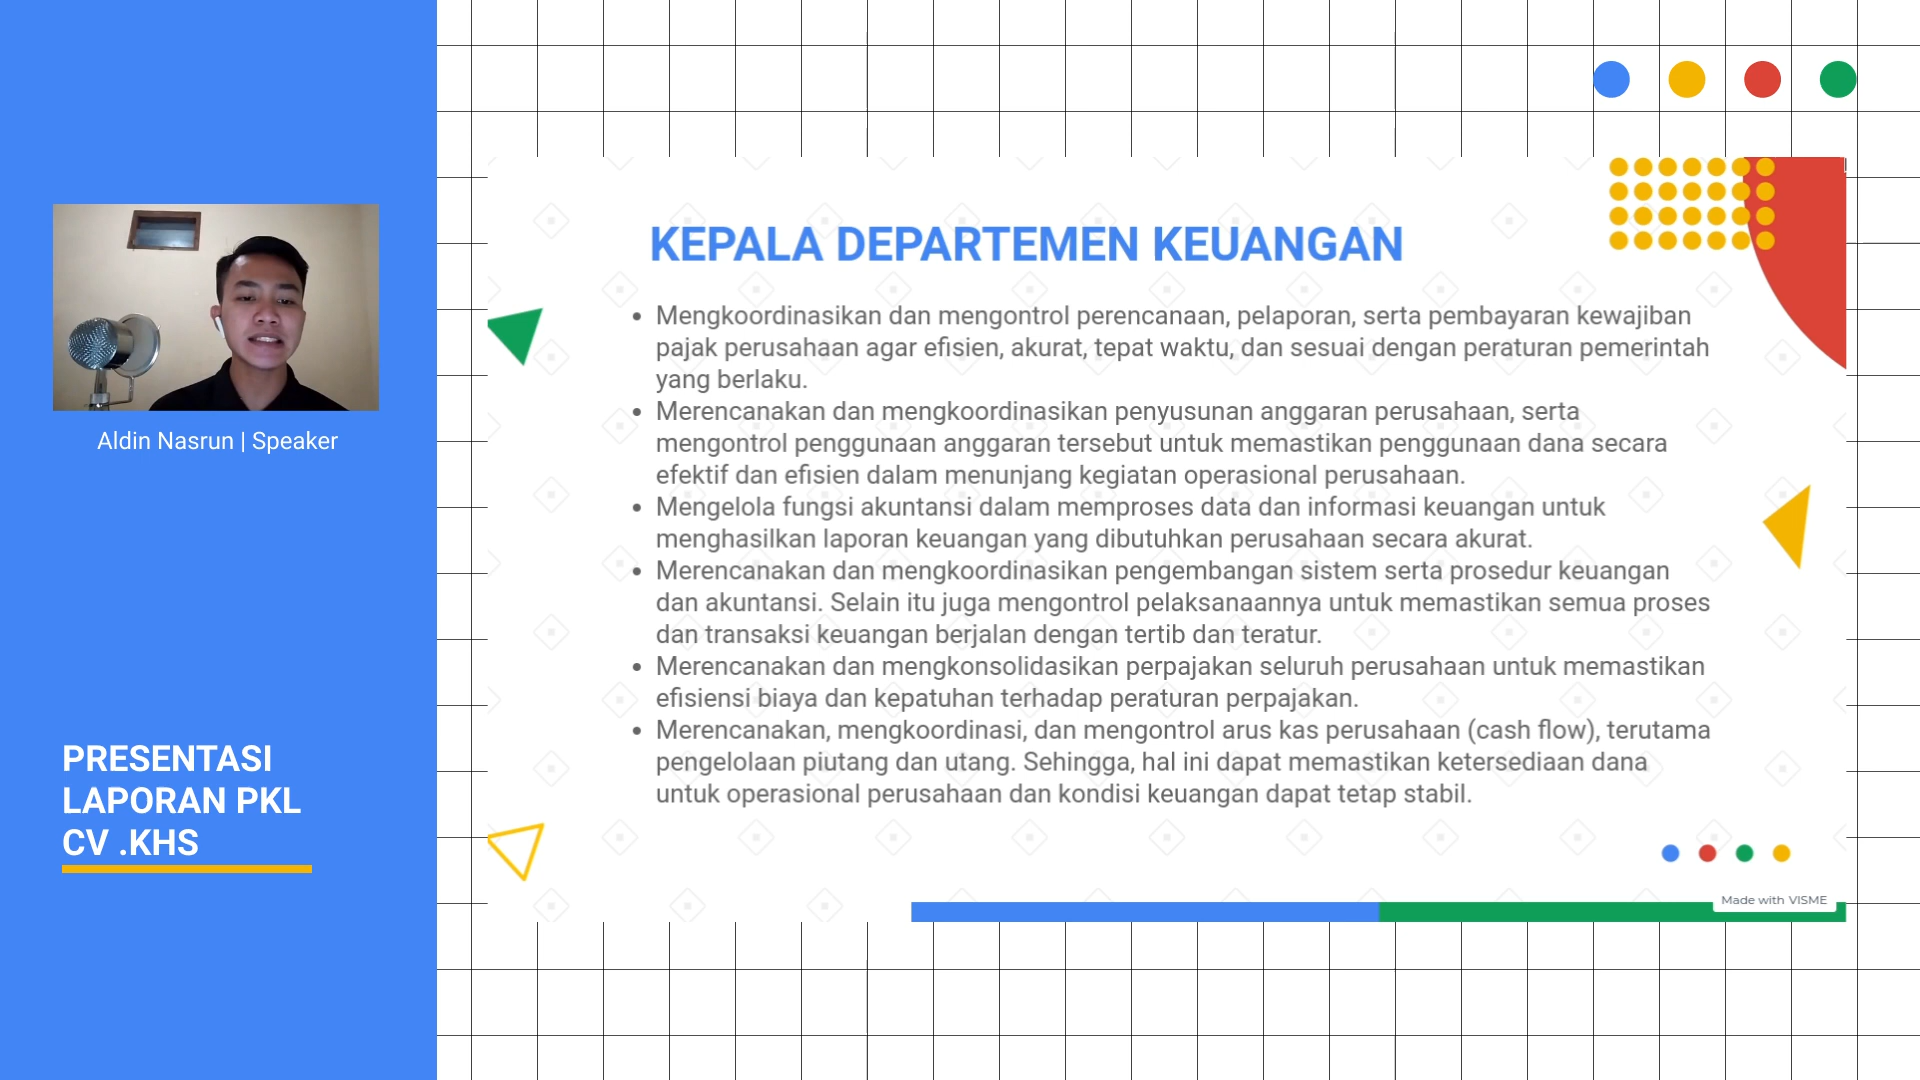 Aldin Nasrun | Speaker
PRESENTASI
LAPORAN PKL
CV .KHS
KEPALA DEPARTEMEN KEUANGAN
• Mengkoordinasikan dan mengontrol perencanaan, pelaporan, serta pembayaran kewajiban
pajak perusahaan agar efisien, akurat, tepat waktu, dan sesuai dengan peraturan pemerintah
yang berlaku.
• Merencanakan dan mengkoordinasikan penyusunan anggaran perusahaan, serta
mengontrol penggunaan anggaran tersebut untuk memastikan penggunaan dana secara
efektif dan efisien dalam menunjang kegiatan operasional perusahaan.
• Mengelola fungsi akuntansi dalam memproses data dan informasi keuangan untuk
menghasilkan laporan keuangan yang dibutuhkan perusahaan secara akurat.
• Merencanakan dan mengkoordinasikan pengembangan sistem serta prosedur keuangan
dan akuntansi. Selain itu juga mengontrol pelaksanaannya untuk memastikan semua proses
dan transaksi keuangan berjalan dengan tertib dan teratur.
• Merencanakan dan mengkonsolidasikan perpajakan seluruh perusahaan untuk memastikan
efisiensi biaya dan kepatuhan terhadap peraturan perpajakan.
• Merencanakan, mengkoordinasi, dan mengontrol arus kas perusahaan (cash flow), terutama
pengelolaan piutang dan utang. Sehingga, hal ini dapat memastikan ketersediaan dana
untuk operasional perusahaan dan kondisi keuangan dapat tetap stabil.
Made with VISME